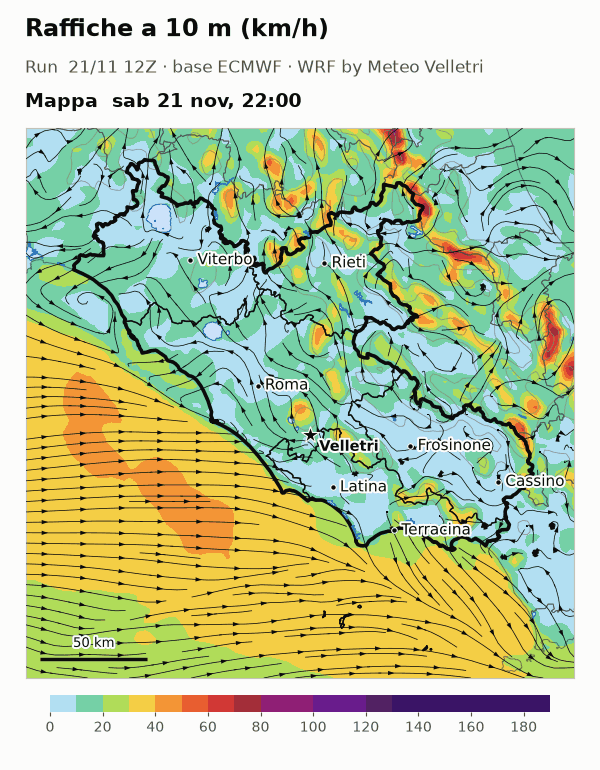 Raffiche a 10 m (km/h)
Run 21/11 12Z · base ECMWF · WRF by Meteo Velletri
Mappa sab 21 nov, 22:00
Viterbo
Rieti
Roma
Velletri
Frosinone
Latina
Cassino
Terracina
50 km
0 20 40 60 80 100 120 140 160 180